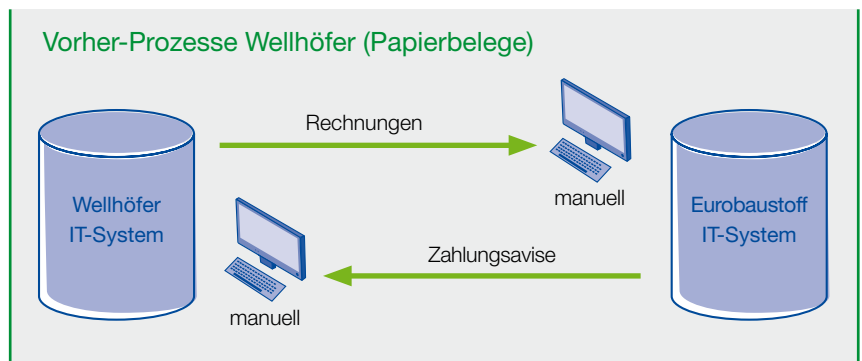 Vorher-Prozesse Wellhöfer (Papierbelege)
Rechnungen
manuell
Wellhöfer
IT-System
Eurobaustoff
IT-System
Zahlungsavise
manuell